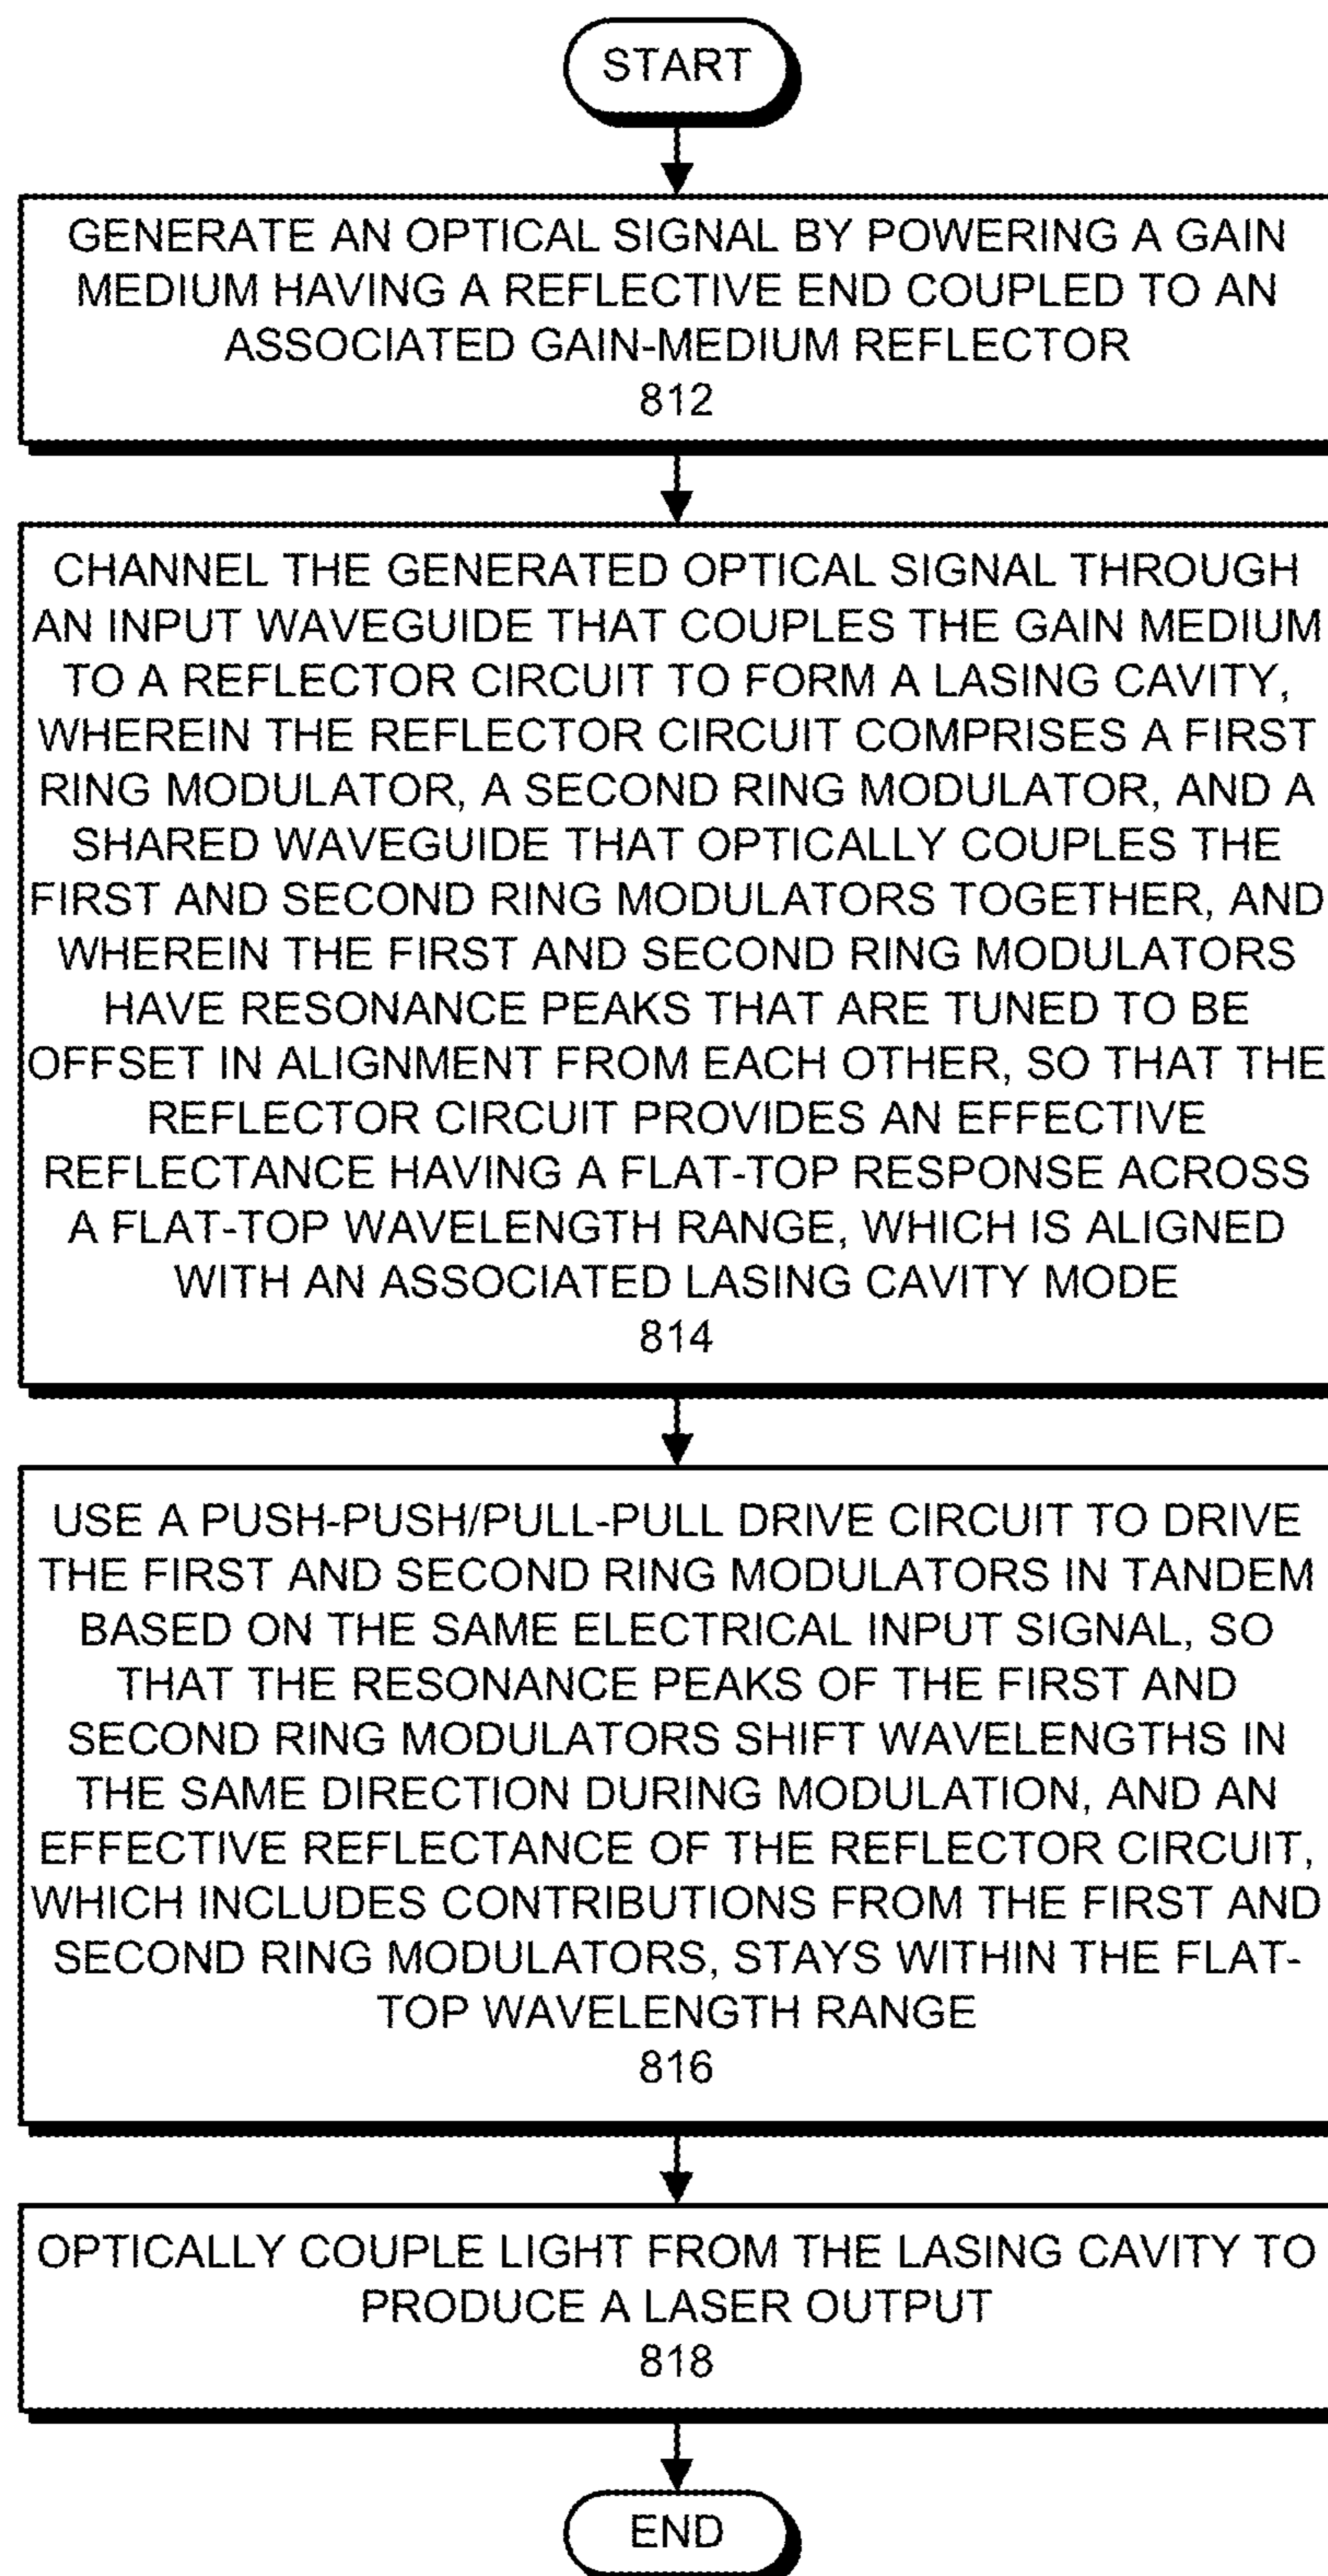 START
GENERATE AN OPTICAL SIGNAL BY POWERING A GAIN
MEDIUM HAVING A REFLECTIVE END COUPLED TO AN
ASSOCIATED GAIN-MEDIUM REFLECTOR
812
CHANNEL THE GENERATED OPTICAL SIGNAL THROUGH
AN INPUT WAVEGUIDE THAT COUPLES THE GAIN MEDIUM
TO A REFLECTOR CIRCUIT TO FORM A LASING CAVITY,
WHEREIN THE REFLECTOR CIRCUIT COMPRISES A FIRST
RING MODULATOR, A SECOND RING MODULATOR, AND A
SHARED WAVEGUIDE THAT OPTICALLY COUPLES THE
FIRST AND SECOND RING MODULATORS TOGETHER, AND
WHEREIN THE FIRST AND SECOND RING MODULATORS
HAVE RESONANCE PEAKS THAT ARE TUNED TO BE
OFFSET IN ALIGNMENT FROM EACH OTHER, SO THAT THE
REFLECTOR CIRCUIT PROVIDES AN EFFECTIVE
REFLECTANCE HAVING A FLAT-TOP RESPONSE ACROSS
A FLAT-TOP WAVELENGTH RANGE, WHICH IS ALIGNED
WITH AN ASSOCIATED LASING CAVITY MODE
814
USE A PUSH-PUSH/PULL-PULL DRIVE CIRCUIT TO DRIVE
THE FIRST AND SECOND RING MODULATORS IN TANDEM
BASED ON THE SAME ELECTRICAL INPUT SIGNAL, SO
THAT THE RESONANCE PEAKS OF THE FIRST AND
SECOND RING MODULATORS SHIFT WAVELENGTHS IN
THE SAME DIRECTION DURING MODULATION, AND AN
EFFECTIVE REFLECTANCE OF THE REFLECTOR CIRCUIT,
WHICH INCLUDES CONTRIBUTIONS FROM THE FIRST AND
SECOND RING MODULATORS, STAYS WITHIN THE FLAT-
TOP WAVELENGTH RANGE
816
OPTICALLY COUPLE LIGHT FROM THE LASING CAVITY TO
PRODUCE A LASER OUTPUT
818
END